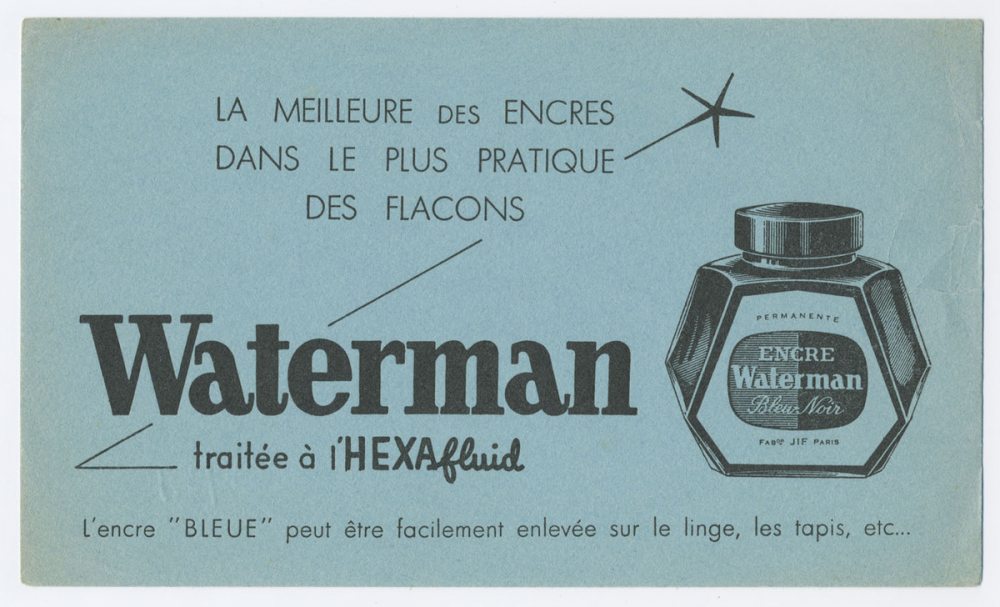 LA MEILLEURE DES ENCRES
DANS LE PLUS PRATIQUE
DES FLACONS
Waterman
traitée à l'HEXAfluid
PERMANENTE
ENCRE
Waterman
Bleu-Noir
FABON JIF PARIS
L'encre "BLEUE" peut être facilement enlevée sur le linge, les tapis, etc...